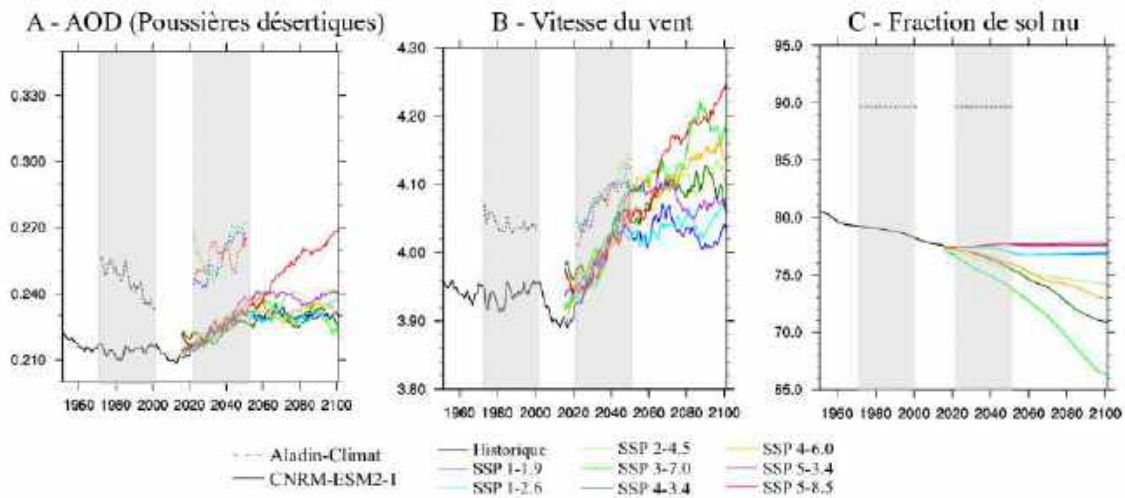 A - AOD (Poussières désertiques)
B - Vitesse du vent
C - Fraction de sol nu
0.330
0.300
0.270
0.240
0.210
1960 1980 2000 2020 2040 2060 2080 2100
4.30
4.20
4.10
4.00
3.90
3.80
1960 1980 2000 2020 2040 2060 2080 2100
95.0
90.0
85.0
80.0
75.0
70.0
65.0
1960 1980 2000 2020 2040 2060 2080 2100
Aladin-Climat
CNRM-ESM2-1
Historique
SSP 1-1.9
SSP 1-2.6
SSP 2-4.5
SSP 3-7.0
SSP 4-3.4
SSP 4-6.0
SSP 5-3.4
SSP 5-8.5